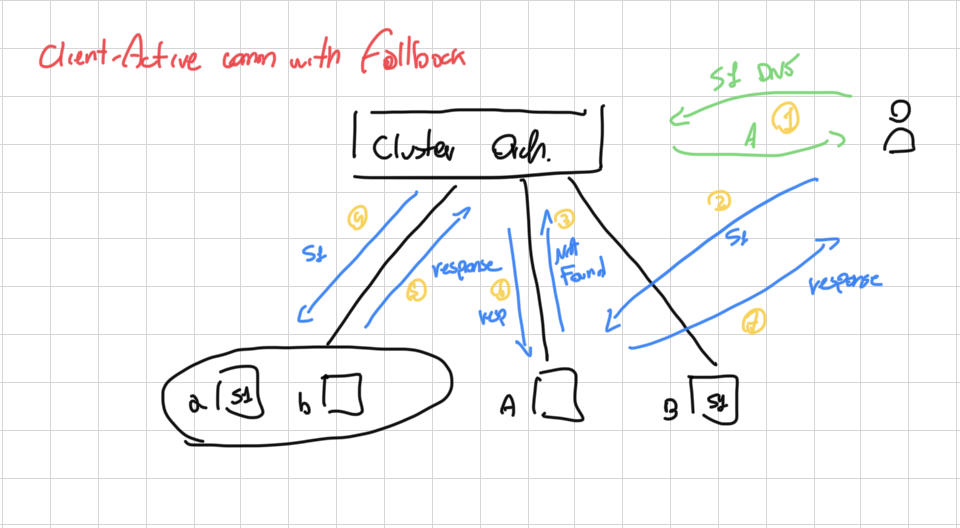 Client-Active comm with Fallback
S1 DNS
1
A
Cluster Orch.
2
S1
4
3
S1
Not
Found
response
5
6
resp
response
7
a S1 b
A
B S1